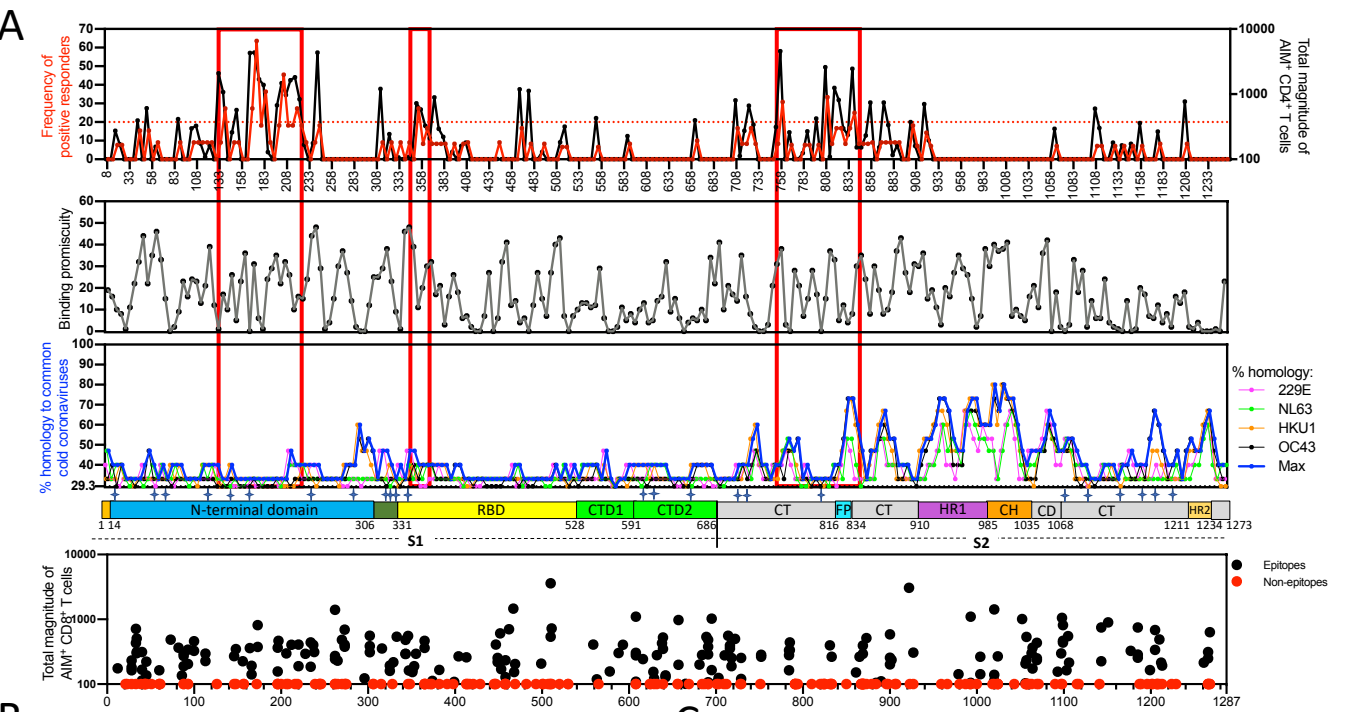 A
Frequency of
positive responders
70
60
50
40
30
20
10
0
10000
1000
100
Total magnitude of
AIM+ CD4+ T cells
8 33 58 83 108 133 158 183 208 233 258 283 308 333 358 383 408 433 458 483 508 533 558 583 608 633 658 683 708 733 758 783 808 833 858 883 908 933 958 983 1008 1033 1058 1083 1108 1133 1158 1183 1208 1233
Binding promiscuity
60
50
40
30
20
10
0
% homology to common
cold coronaviruses
100
90
80
70
60
50
40
29.3
% homology:
229E
NL63
HKU1
OC43
Max
N-terminal domain RBD CTD1 CTD2 CT FP CT HR1 CH CD CT HR2
1 14 306 331 528 591 686 816 834 910 985 1035 1068 1211 1234 1273
S1 S2
Total magnitude of
AIM+ CD8+ T cells
10000
1000
100
Epitopes
Non-epitopes
0 100 200 300 400 500 600 700 800 900 1000 1100 1200 1287